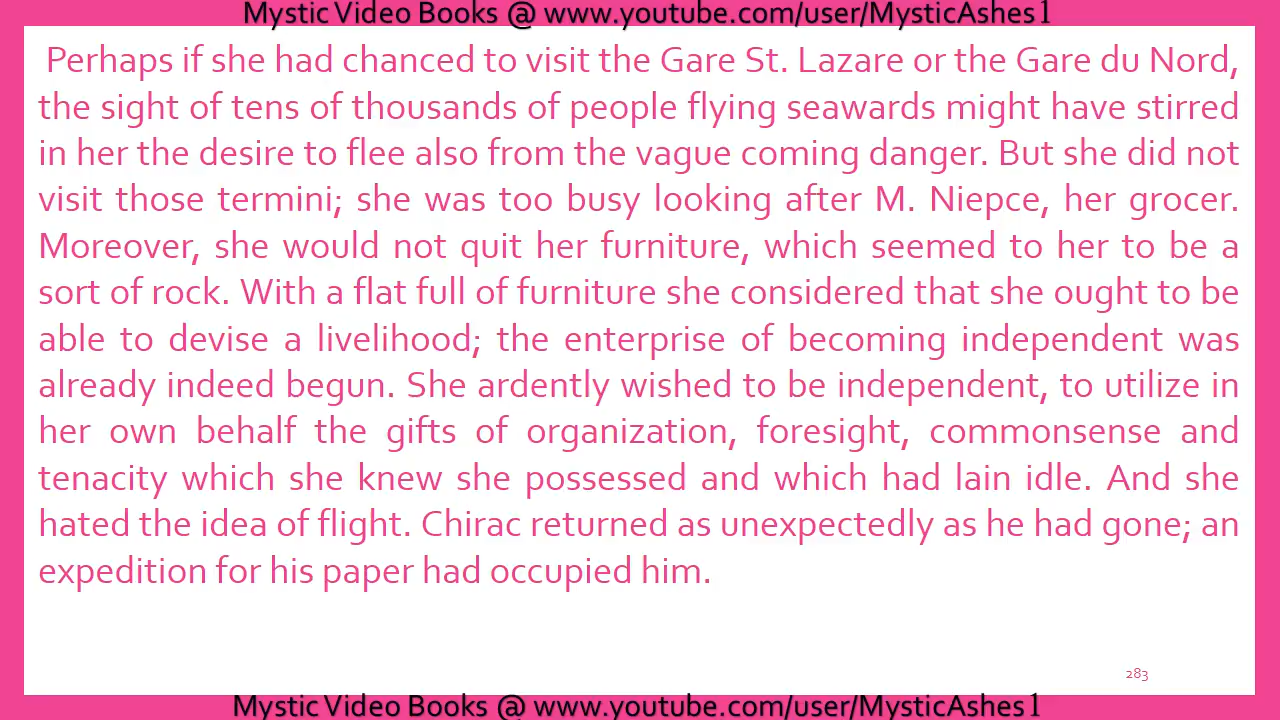 Mystic Video Books @ www.youtube.com/user/MysticAshes1
Perhaps if she had chanced to visit the Gare St. Lazare or the Gare du Nord,
the sight of tens of thousands of people flying seawards might have stirred
in her the desire to flee also from the vague coming danger. But she did not
visit those termini; she was too busy looking after M. Niepce, her grocer.
Moreover, she would not quit her furniture, which seemed to her to be a
sort of rock. With a flat full of furniture she considered that she ought to be
able to devise a livelihood; the enterprise of becoming independent was
already indeed begun. She ardently wished to be independent, to utilize in
her own behalf the gifts of organization, foresight, commonsense and
tenacity which she knew she possessed and which had lain idle. And she
hated the idea of flight. Chirac returned as unexpectedly as he had gone; an
expedition for his paper had occupied him.
283
Mystic Video Books @ www.youtube.com/user/MysticAshes1